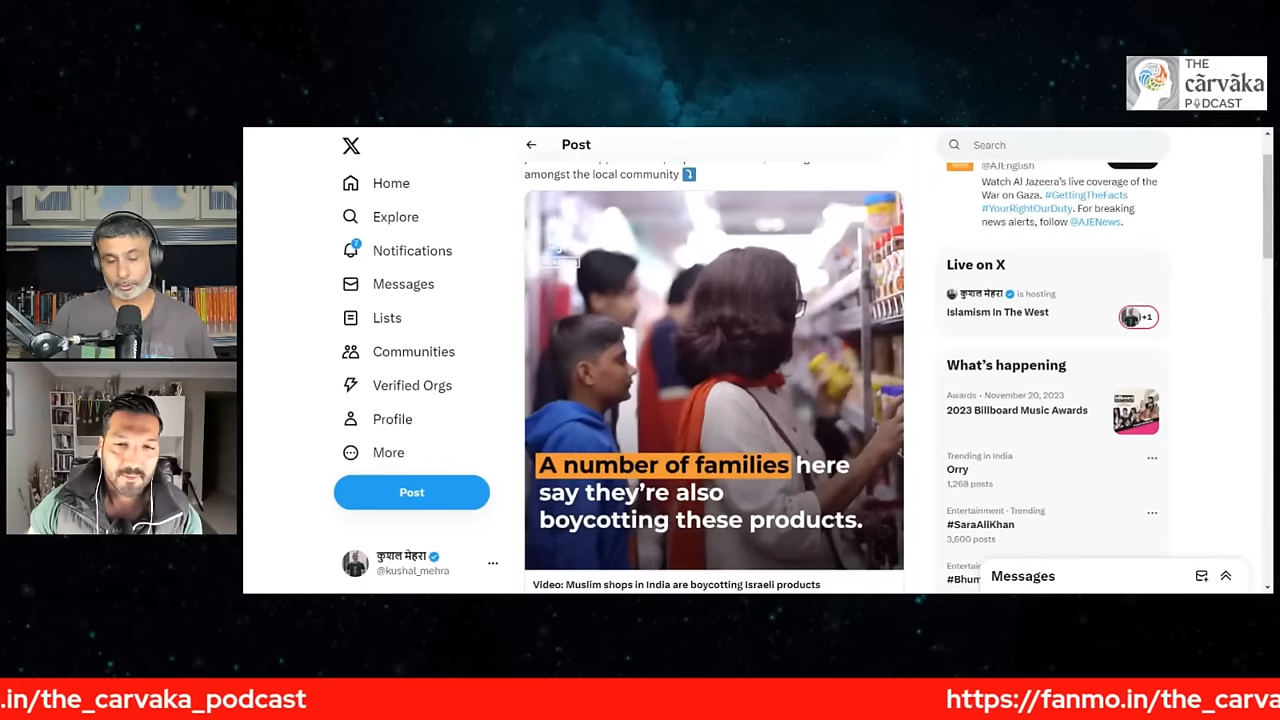 THE
cārvāka
PODCAST
X
Home
Explore
Notifications
Messages
Lists
Communities
Verified Orgs
Profile
More
Post
कुशल मेहरा
@kushal_mehra
Post
amongst the local community
A number of families here
say they're also
boycotting these products.
Video: Muslim shops in India are boycotting Israeli products
Search
@AJEnglish
Watch Al Jazeera's live coverage of the
War on Gaza. #GettingTheFacts
#YourRightOurDuty. For breaking
news alerts, follow @AJENews.
Live on X
कुशल मेहरा is hosting
Islamism In The West
+1
What's happening
Awards · November 20, 2023
2023 Billboard Music Awards
Trending in India
Orry
1,268 posts
Entertainment · Trending
#SaraAliKhan
3,600 posts
Entertai
#Bhum
Messages
.in/the_carvaka_podcast
https://fanmo.in/the_carva